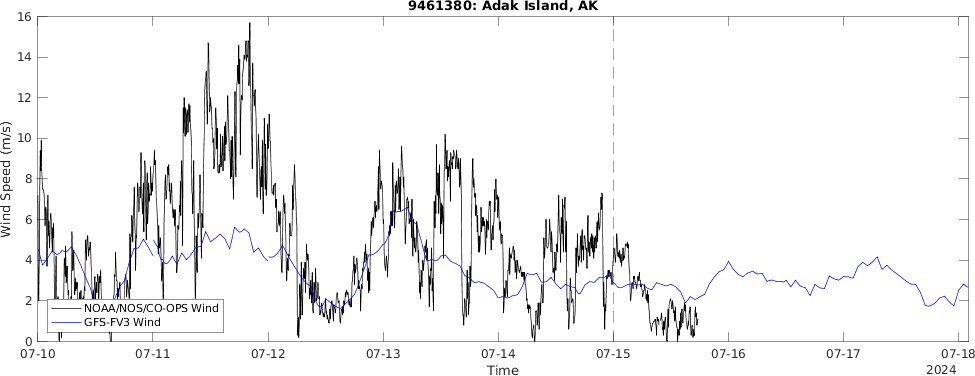 9461380: Adak Island, AK
Wind Speed (m/s)
16
14
12
10
8
6
4
2
0
NOAA/NOS/CO-OPS Wind
GFS-FV3 Wind
07-10 07-11 07-12 07-13 07-14 07-15 07-16 07-17 07-18
Time
2024